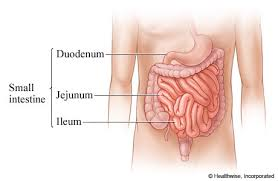 Duodenum
Small
intestine
Jejunum
Ileum
© Healthwise, Incorporated